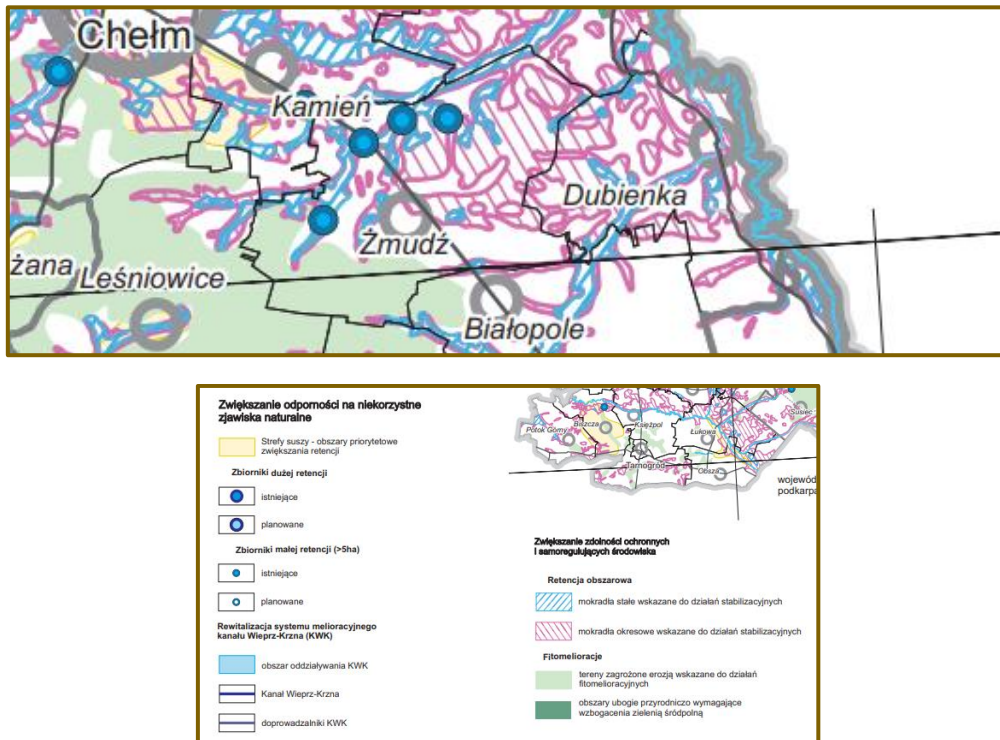 Chełm
Kamień
Dubienka
Żmudź
żana
Leśniowice
Białopole
Zwiększanie odporności na niekorzystne
zjawiska naturalne
Strefy suszy - obszary priorytetowe
zwiększania retencji
Zbiorniki dużej retencji
istniejące
planowane
Zbiorniki małej retencji (>5ha)
istniejące
planowane
Rewitalizacja systemu melioracyjnego
kanału Wieprz-Krzna (KWK)
obszar oddziaływania KWK
Kanał Wieprz-Krzna
doprowadzalniki KWK
Susiec
Potok Górny
Biszcza
Księżpol
Łukowa
Tarnogród
Obsza
wojewód
podkarpa
Zwiększanie zdolności ochronnych
i samoregulujących środowiska
Retencja obszarowa
mokradła stałe wskazane do działań stabilizacyjnych
mokradła okresowe wskazane do działań stabilizacyjnych
Fitomelioracje
tereny zagrożone erozją wskazane do działań
fitomelioracyjnych
obszary ubogie przyrodniczo wymagające
wzbogacenia zielenią śródpolną